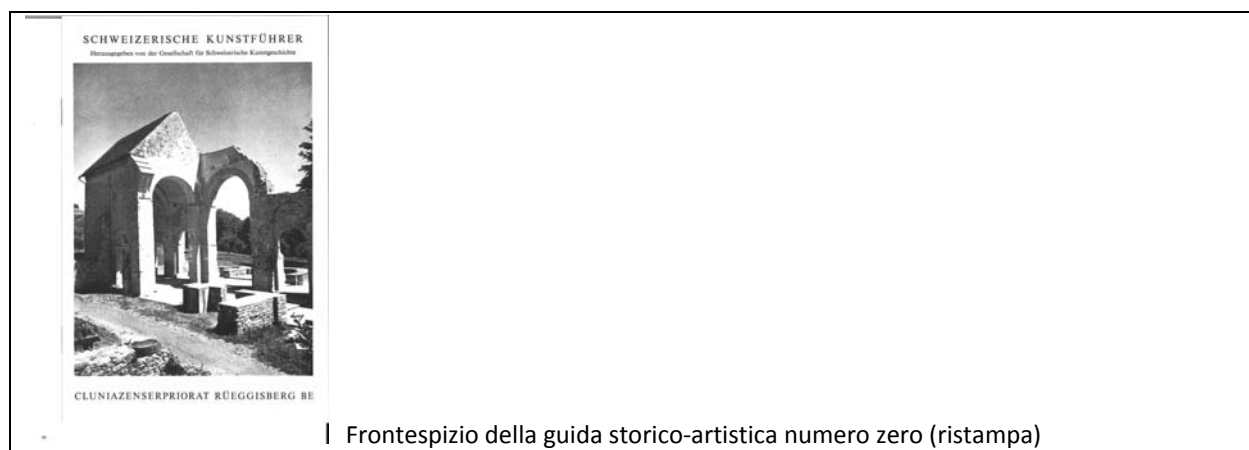 SCHWEIZERISCHE KUNSTFÜHRER
Herausgegeben von der Gesellschaft für Schweizerische Kunstgeschichte
CLUNIAZENSERPRIORAT RÜEGGISBERG BE
Frontespizio della guida storico-artistica numero zero (ristampa)